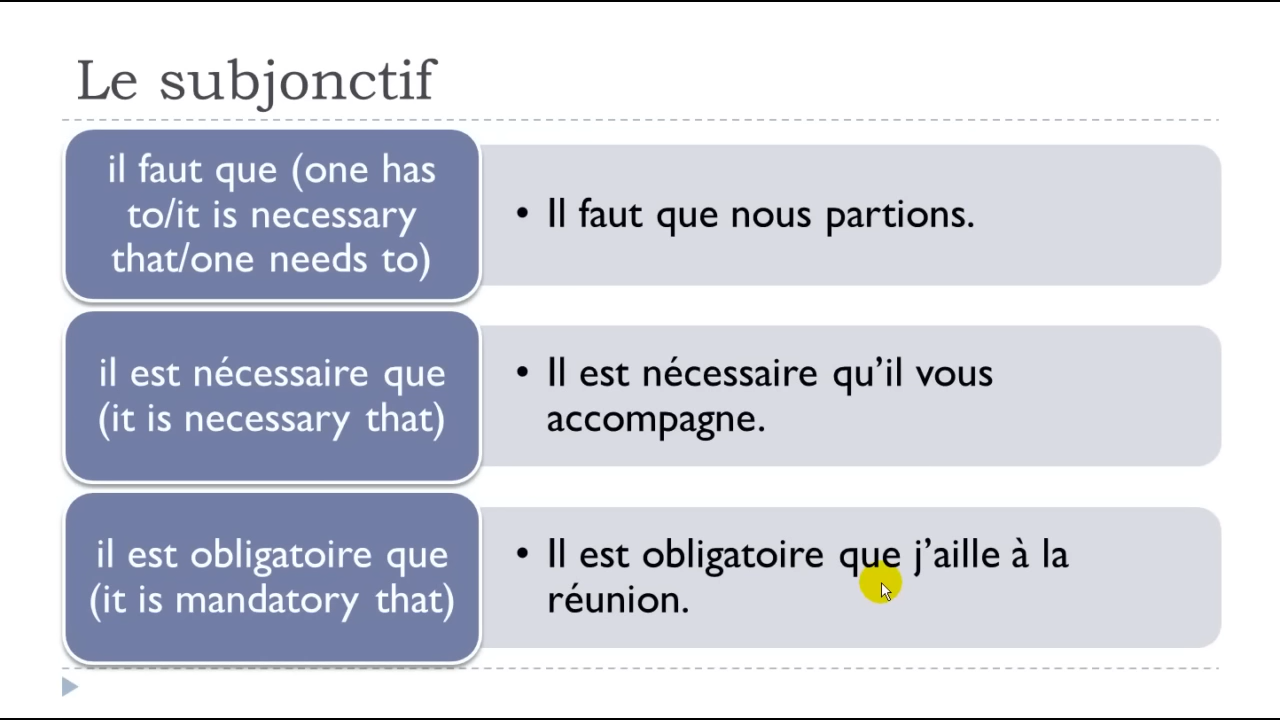 Le subjonctif
il faut que (one has
to/it is necessary
that/one needs to)
• Il faut que nous partions.
il est nécessaire que
(it is necessary that)
• Il est nécessaire qu’il vous
accompagne.
il est obligatoire que
(it is mandatory that)
• Il est obligatoire que j’aille à la
réunion.